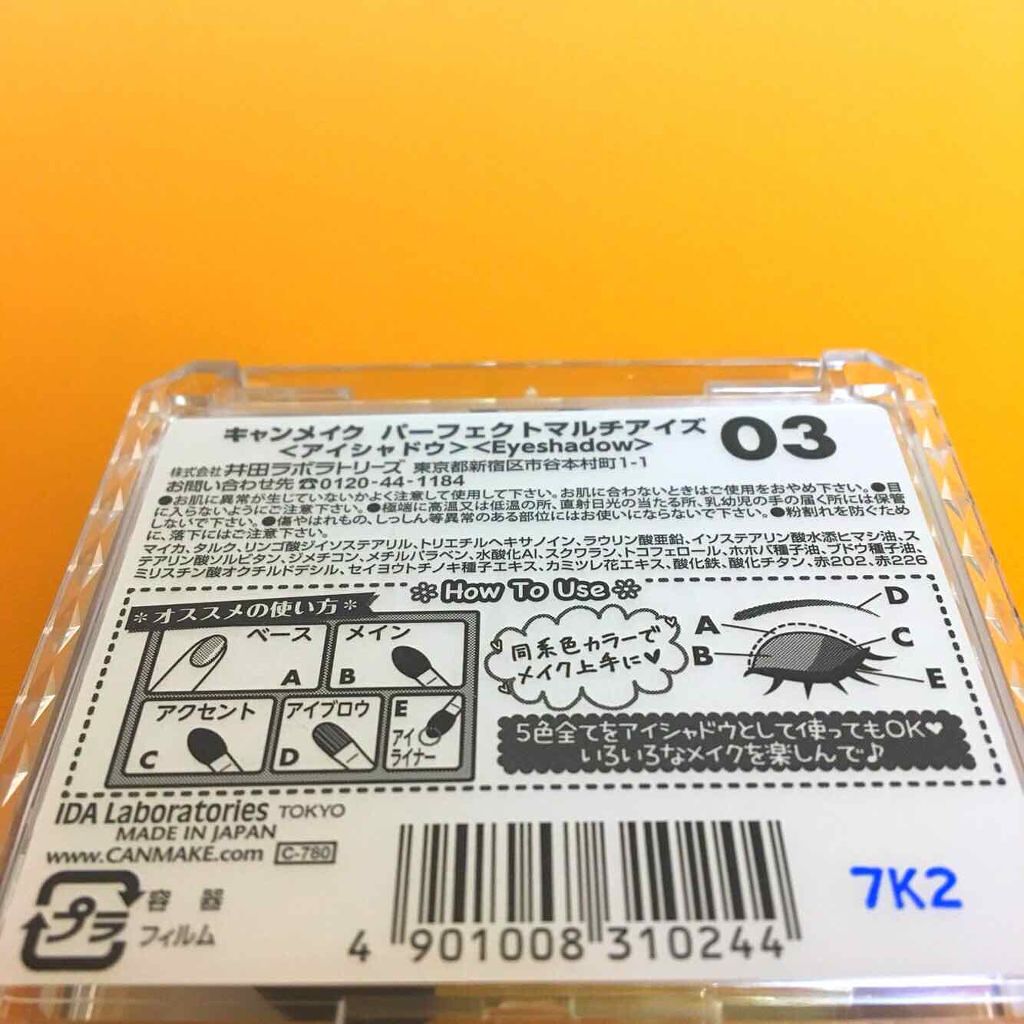 キャンメイク パーフェクトマルチアイズ 03
<アイシャドウ><Eyeshadow>
株式会社 井田ラボラトリーズ 東京都新宿区市谷本村町1-1
お問い合わせ先 ☎0120-44-1184
●お肌に異常が生じていないかよく注意して使用して下さい。お肌に合わないときはご使用をおやめ下さい。●目
に入らないようにご注意下さい。●極端に高温又は低温の所、直射日光の当たる所、乳幼児の手の届く所には保管
しないで下さい。●傷やはれもの、しっしん等異常のある部位にはお使いにならないで下さい。●粉割れを防ぐため
に、落下にはご注意下さい。
マイカ、タルク、リンゴ酸ジイソステアリル、トリエチルヘキサノイン、ラウリン酸亜鉛、イソステアリン酸水添ヒマシ油、ス
テアリン酸ソルビタン、ジメチコン、メチルパラベン、水酸化Al、スクワラン、トコフェロール、ホホバ種子油、ブドウ種子油、
ミリスチン酸オクチルドデシル、セイヨウトチノキ種子エキス、カミツレ花エキス、酸化鉄、酸化チタン、赤202、赤226
❇How To Use❇
＊オススメの使い方＊
ベース A
メイン B
アクセント C
アイブロウ D
E アイライナー
同系色カラーで
メイク上手に♥
A
B
D
C
E
5色全てをアイシャドウとして使ってもOK♥
いろいろなメイクを楽しんで♪
IDA Laboratories TOKYO
MADE IN JAPAN
www.CANMAKE.com C-780
プラ
容器
フィルム
4 901008 310244
7K2